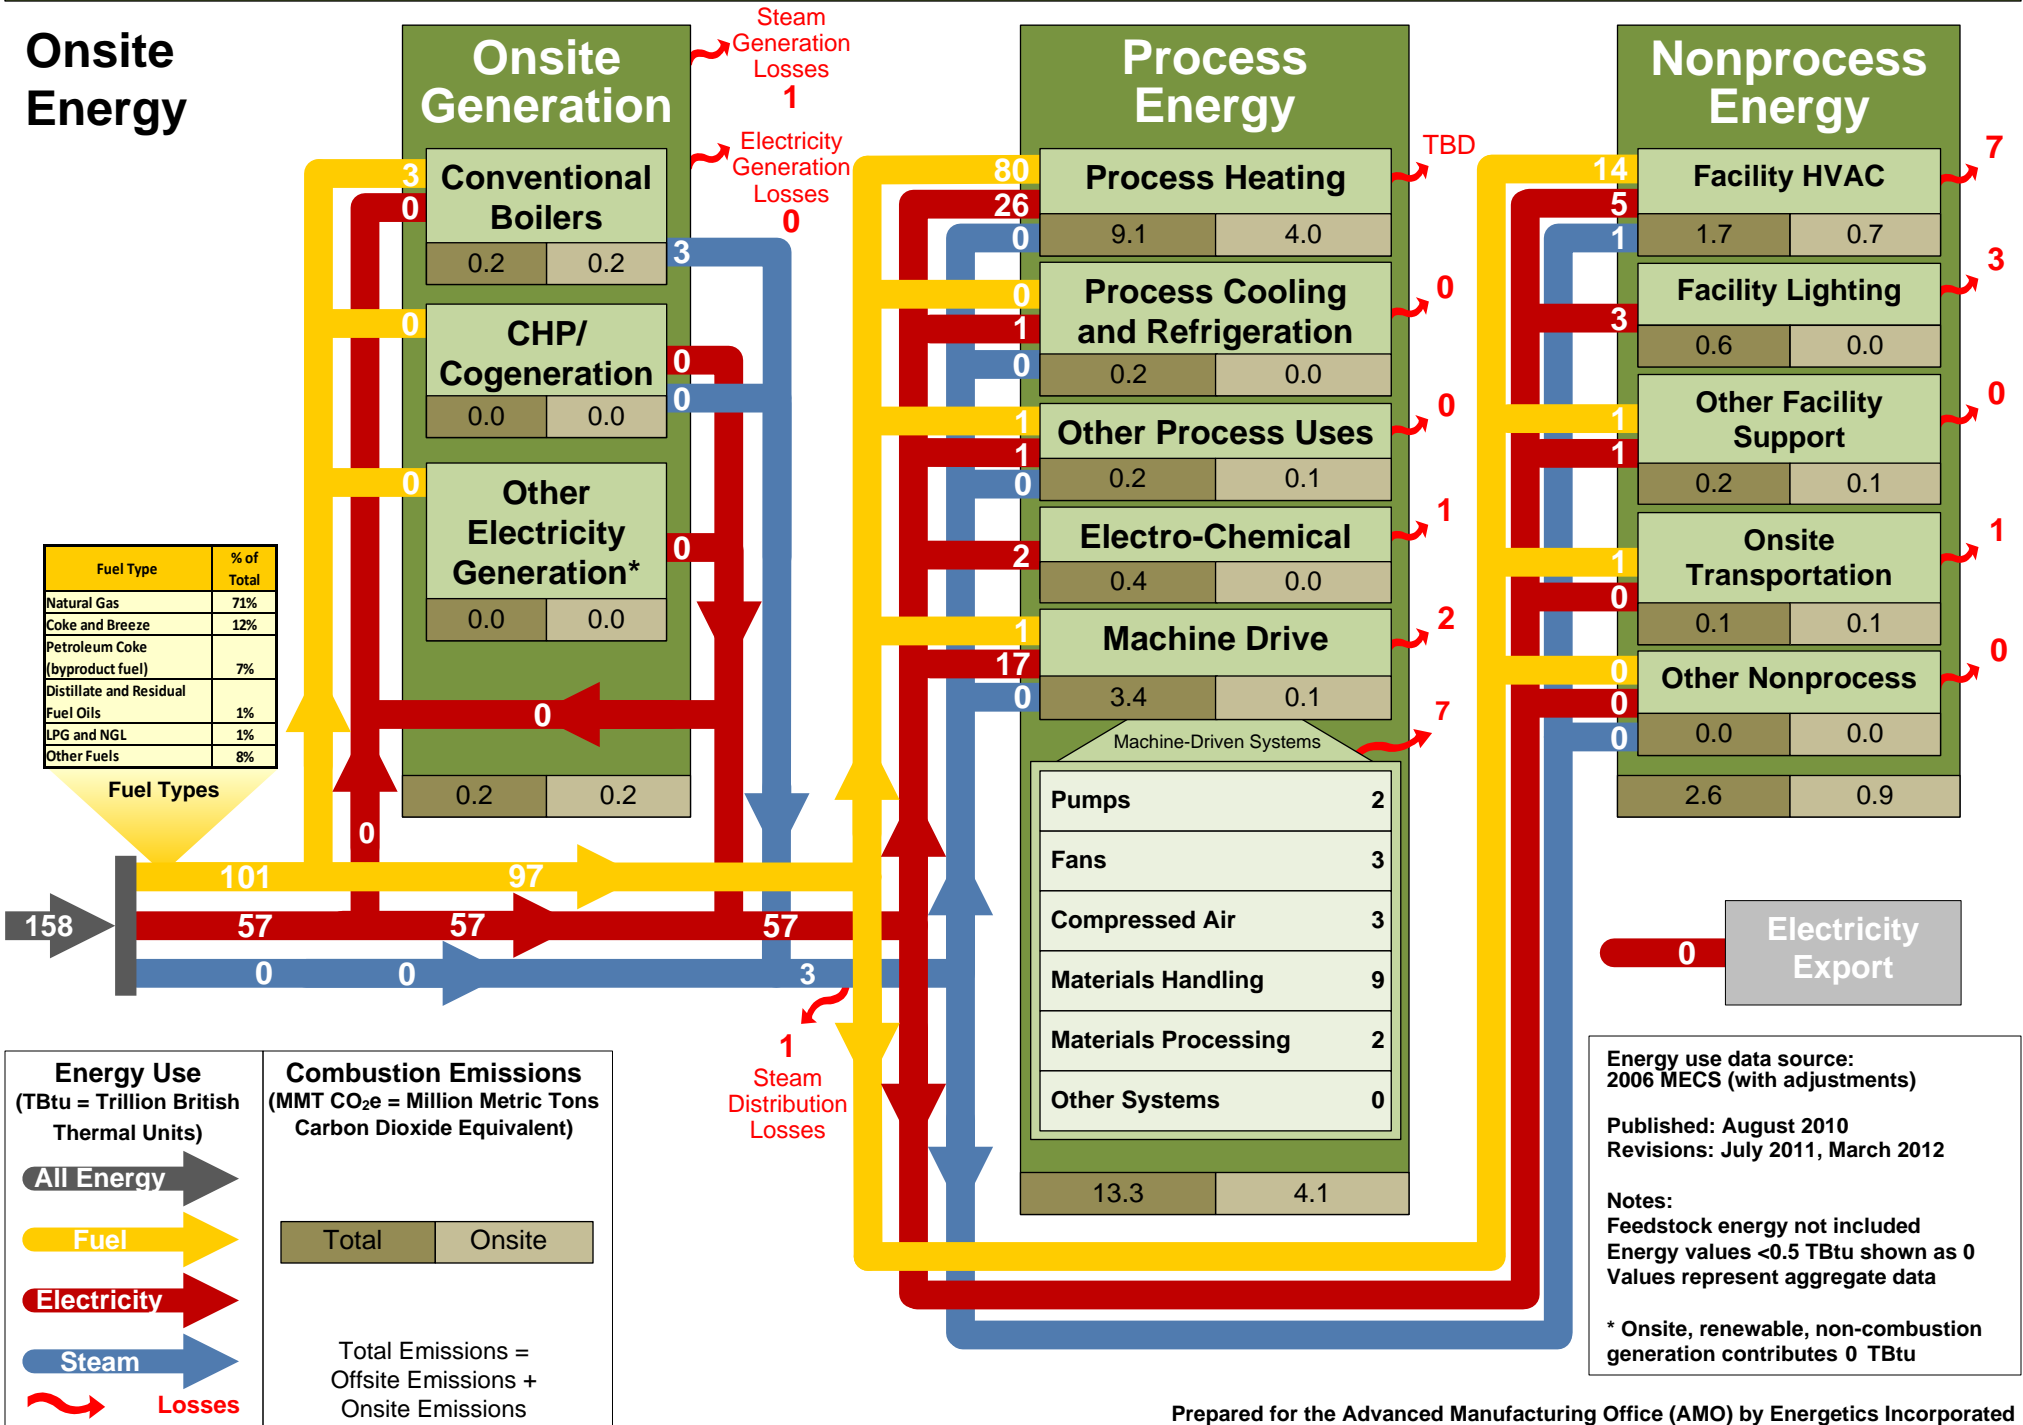 Onsite
Energy
Onsite
Generation
Steam
Generation
Losses
1
Electricity
Generation
Losses
0
3
0
Conventional
Boilers
0.2 0.2
3
0
CHP/
Cogeneration
0.0 0.0
0
0
0
Other
Electricity
Generation*
0.0 0.0
0
0
0.2 0.2
Fuel Type % of Total
Natural Gas 71%
Coke and Breeze 12%
Petroleum Coke
(byproduct fuel) 7%
Distillate and Residual
Fuel Oils 1%
LPG and NGL 1%
Other Fuels 8%
Fuel Types
0
101 97
158
57 57 57
0 0 3
1
Steam
Distribution
Losses
Process
Energy
TBD
80
26
0
Process Heating
9.1 4.0
0
0
1
0
Process Cooling
and Refrigeration
0.2 0.0
0
1
1
0
Other Process Uses
0.2 0.1
1
2
Electro-Chemical
0.4 0.0
2
1
17
0
Machine Drive
3.4 0.1
7
Machine-Driven Systems
Pumps 2
Fans 3
Compressed Air 3
Materials Handling 9
Materials Processing 2
Other Systems 0
13.3 4.1
Nonprocess
Energy
7
14
5
1
Facility HVAC
1.7 0.7
3
3
Facility Lighting
0.6 0.0
0
1
1
Other Facility
Support
0.2 0.1
1
1
0
Onsite
Transportation
0.1 0.1
0
0
0
0
Other Nonprocess
0.0 0.0
2.6 0.9
0
Electricity
Export
Energy Use
(TBtu = Trillion British
Thermal Units)
All Energy
Fuel
Electricity
Steam
Losses
Combustion Emissions
(MMT CO₂e = Million Metric Tons
Carbon Dioxide Equivalent)
Total Onsite
Total Emissions =
Offsite Emissions +
Onsite Emissions
Energy use data source:
2006 MECS (with adjustments)
Published: August 2010
Revisions: July 2011, March 2012
Notes:
Feedstock energy not included
Energy values <0.5 TBtu shown as 0
Values represent aggregate data
* Onsite, renewable, non-combustion
generation contributes 0 TBtu
Prepared for the Advanced Manufacturing Office (AMO) by Energetics Incorporated